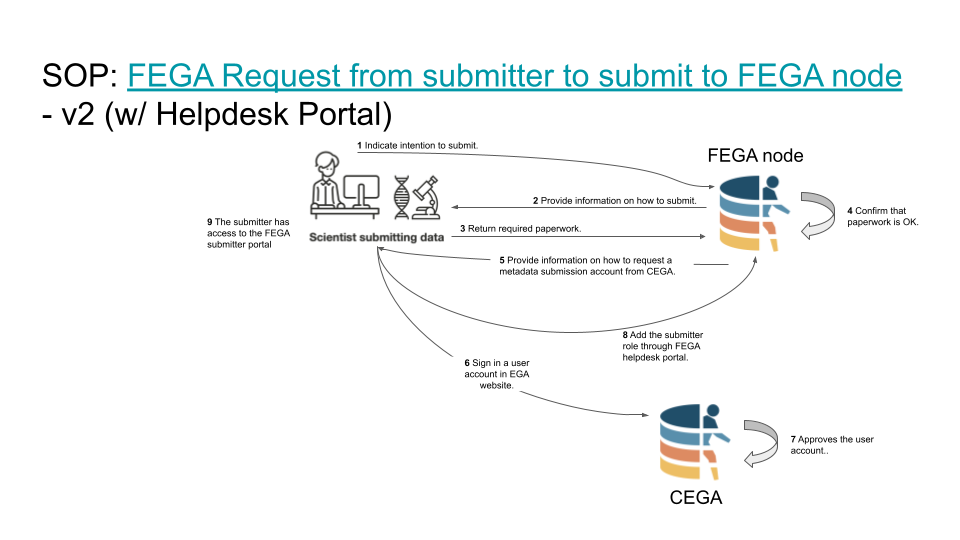 SOP: FEGA Request from submitter to submit to FEGA node
- v2 (w/ Helpdesk Portal)
1 Indicate intention to submit.
FEGA node
2 Provide information on how to submit.
9 The submitter has
access to the FEGA
submitter portal
4 Confirm that
paperwork is OK.
3 Return required paperwork.
Scientist submitting data
5 Provide information on how to request a
metadata submission account from CEGA.
8 Add the submitter
role through FEGA
helpdesk portal.
6 Sign in a user
account in EGA
website.
7 Approves the user
account..
CEGA